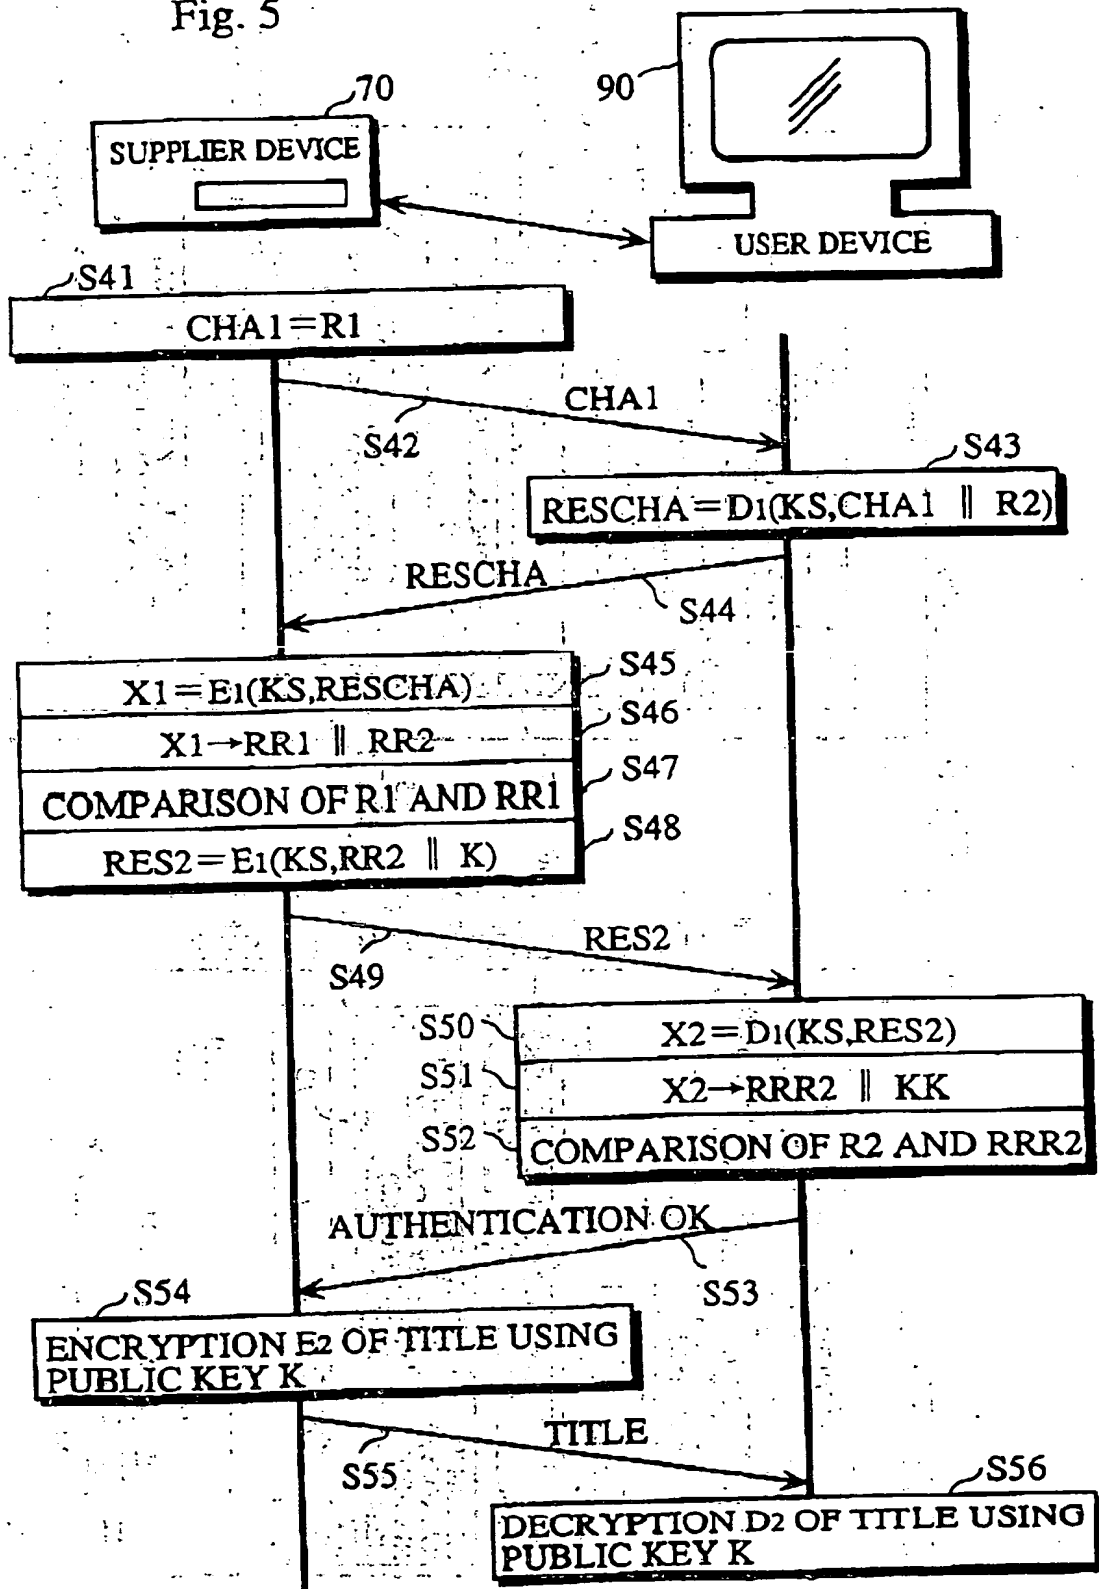 Fig. 5
70
90
SUPPLIER DEVICE
USER DEVICE
S41
CHA1=R1
CHA1
S42
S43
RESCHA=D1(KS,CHA1 ∥ R2)
RESCHA
S44
X1=E1(KS,RESCHA)
S45
X1→RR1 ∥ RR2
S46
COMPARISON OF R1 AND RR1
S47
RES2=E1(KS,RR2 ∥ K)
S48
RES2
S49
S50
X2=D1(KS,RES2)
S51
X2→RRR2 ∥ KK
S52
COMPARISON OF R2 AND RRR2
AUTHENTICATION OK
S53
S54
ENCRYPTION E2 OF TITLE USING
PUBLIC KEY K
TITLE
S55
S56
DECRYPTION D2 OF TITLE USING
PUBLIC KEY K